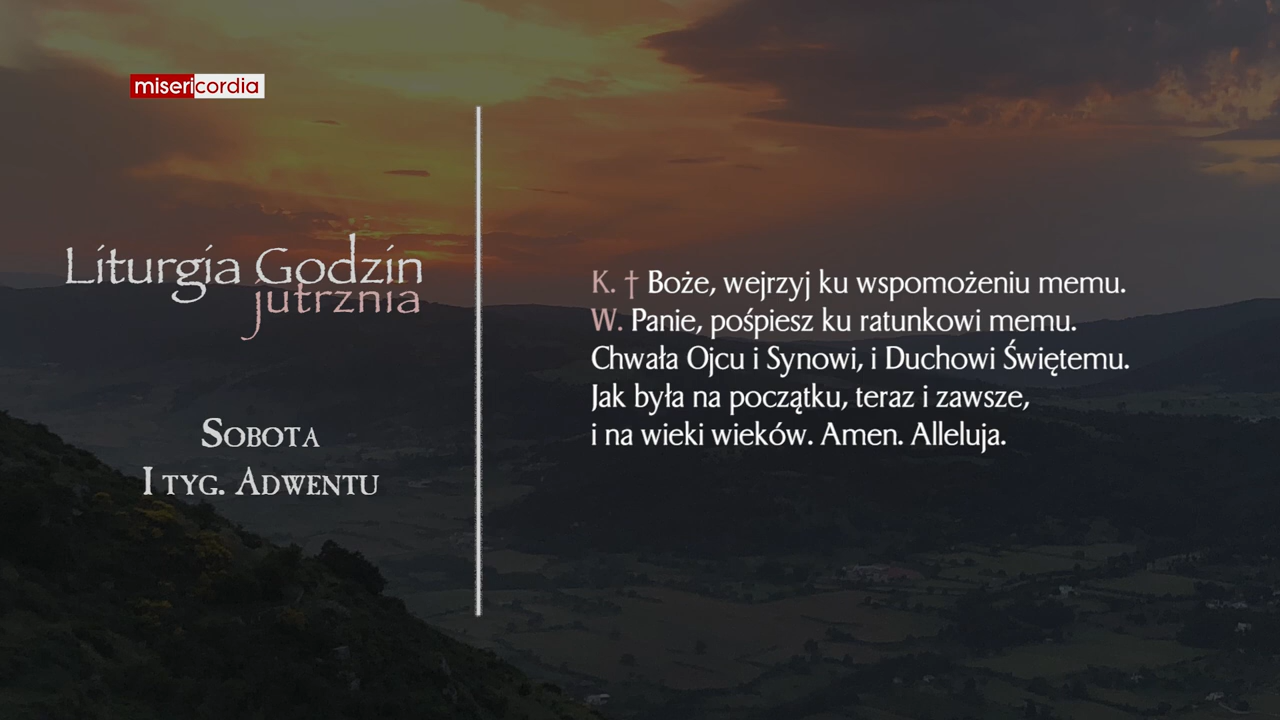 misericordia
Liturgia Godzin
jutrznia
Sobota
I tyg. Adwentu
K. † Boże, wejrzyj ku wspomożeniu memu.
W. Panie, pośpiesz ku ratunkowi memu.
Chwała Ojcu i Synowi, i Duchowi Świętemu.
Jak była na początku, teraz i zawsze,
i na wieki wieków. Amen. Alleluja.